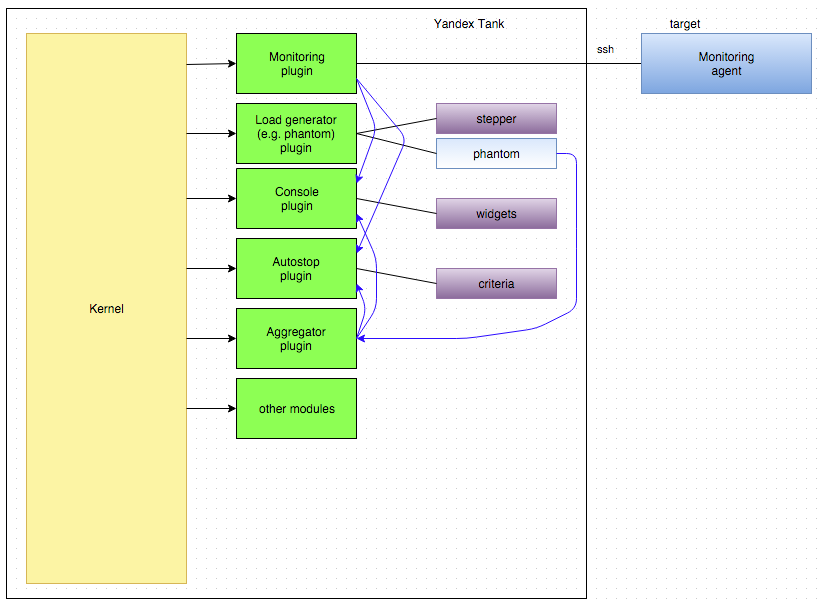 Yandex Tank
target
ssh
Monitoring
plugin
Monitoring
agent
Load generator
(e.g. phantom)
plugin
stepper
phantom
Console
plugin
widgets
Autostop
plugin
criteria
Kernel
Aggregator
plugin
other modules